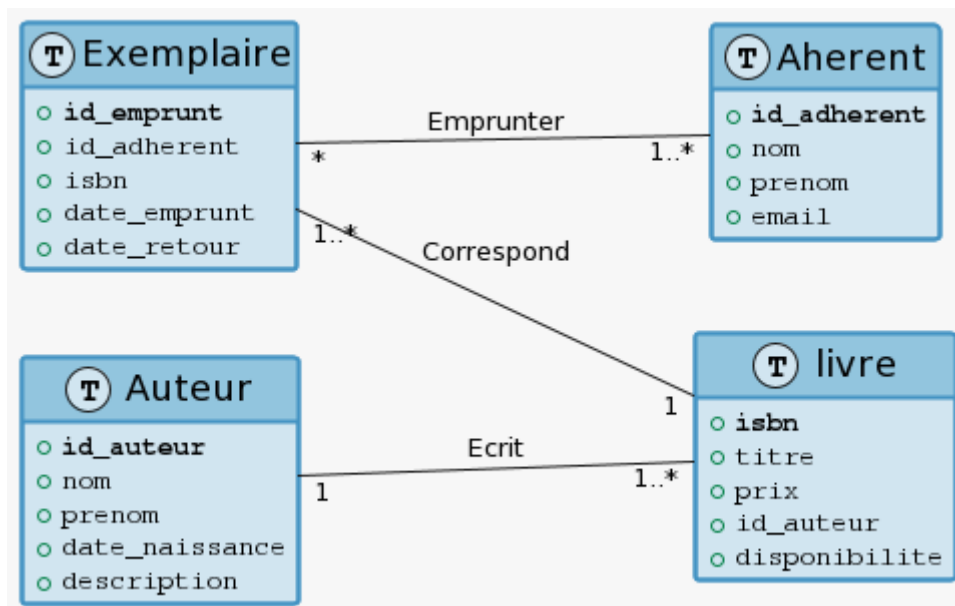 T Exemplaire
id_emprunt
id_adherent
isbn
date_emprunt
date_retour
Emprunter
*
1..*
T Aherent
id_adherent
nom
prenom
email
1..*
Correspond
1
T Auteur
id_auteur
nom
prenom
date_naissance
description
Ecrit
1
1..*
T livre
isbn
titre
prix
id_auteur
disponibilite